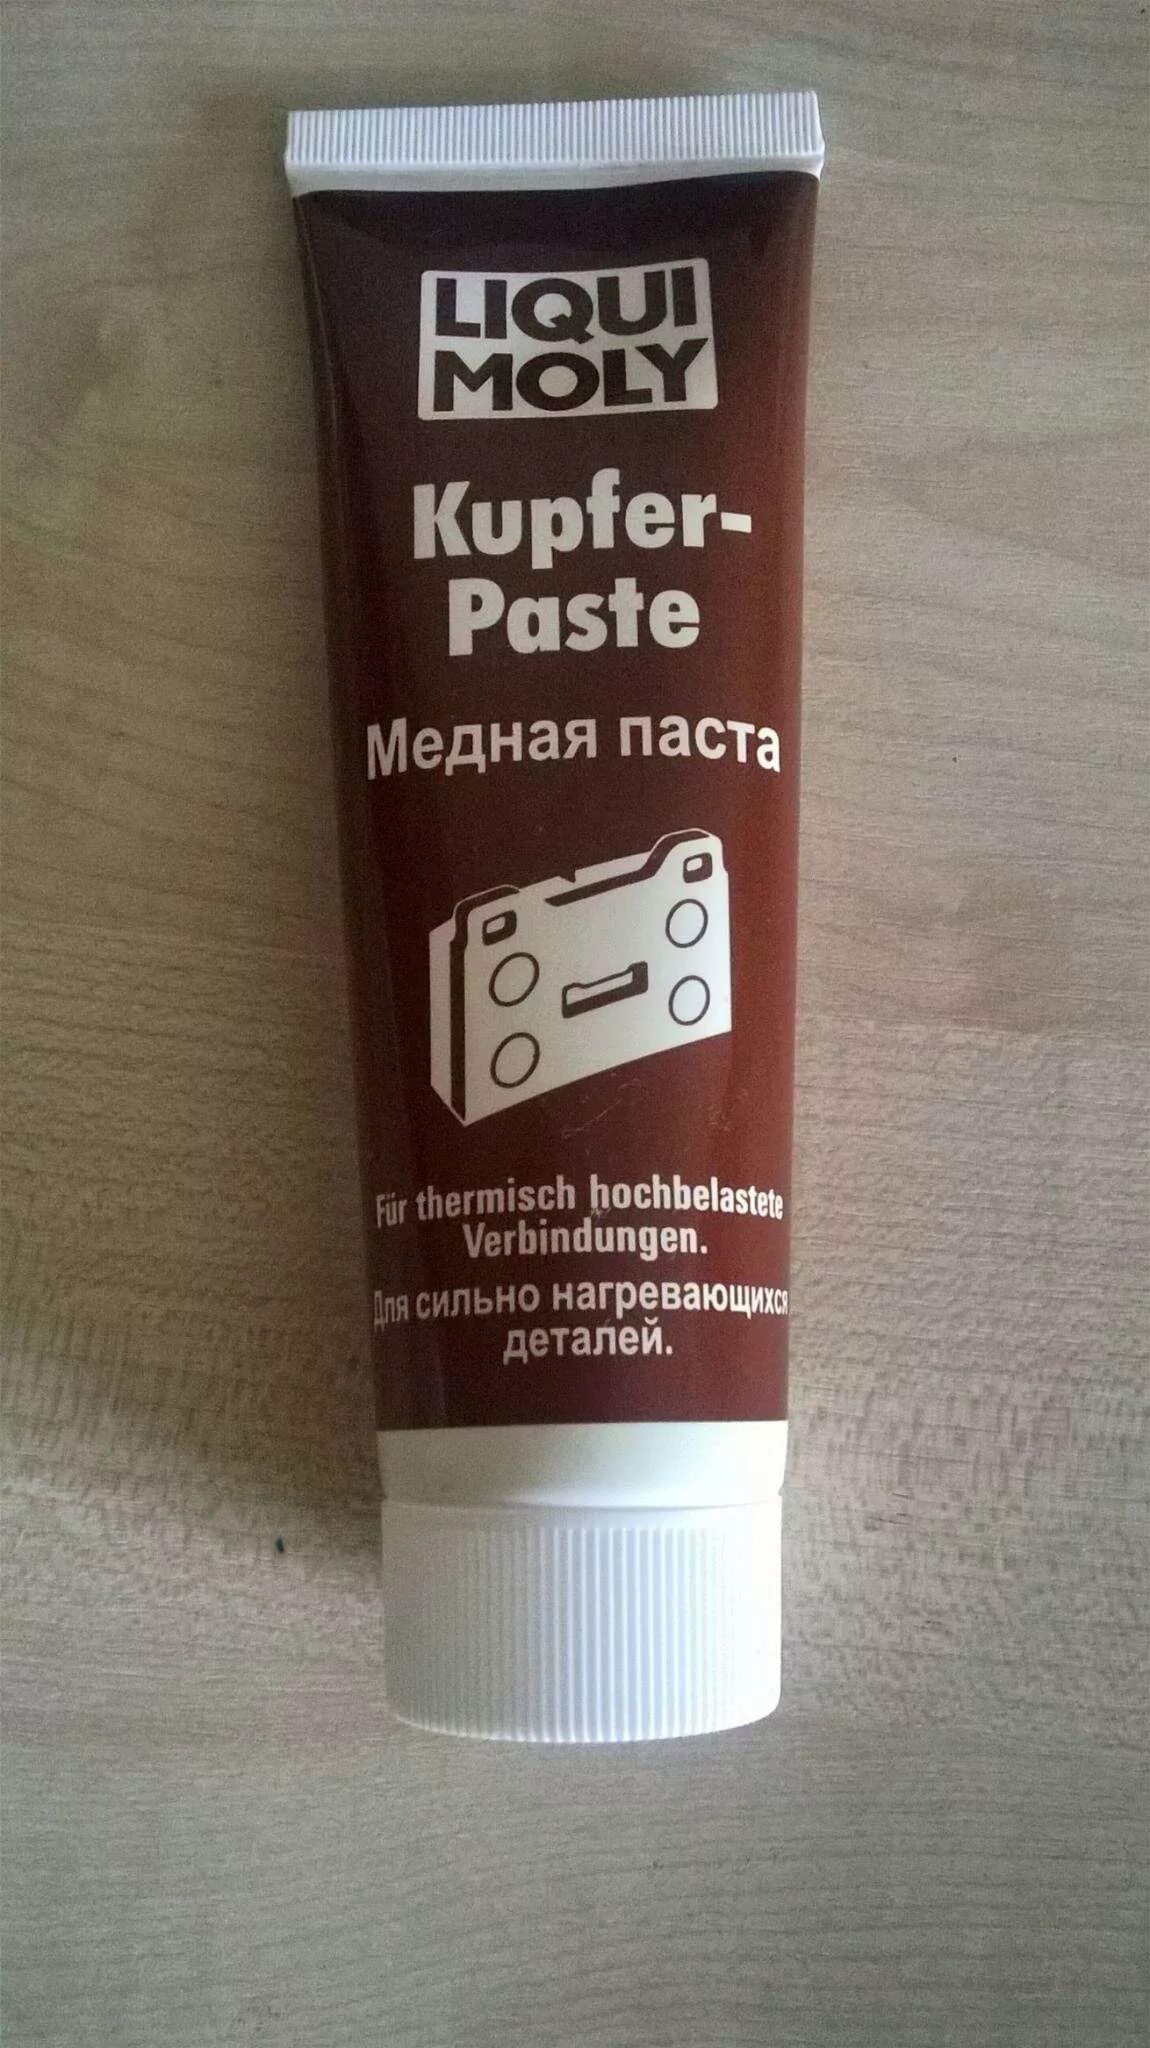 LIQUI
MOLY
Kupfer-
Paste
Медная паста
Für thermisch hochbelastete
Verbindungen.
Для сильно нагревающихся
деталей.